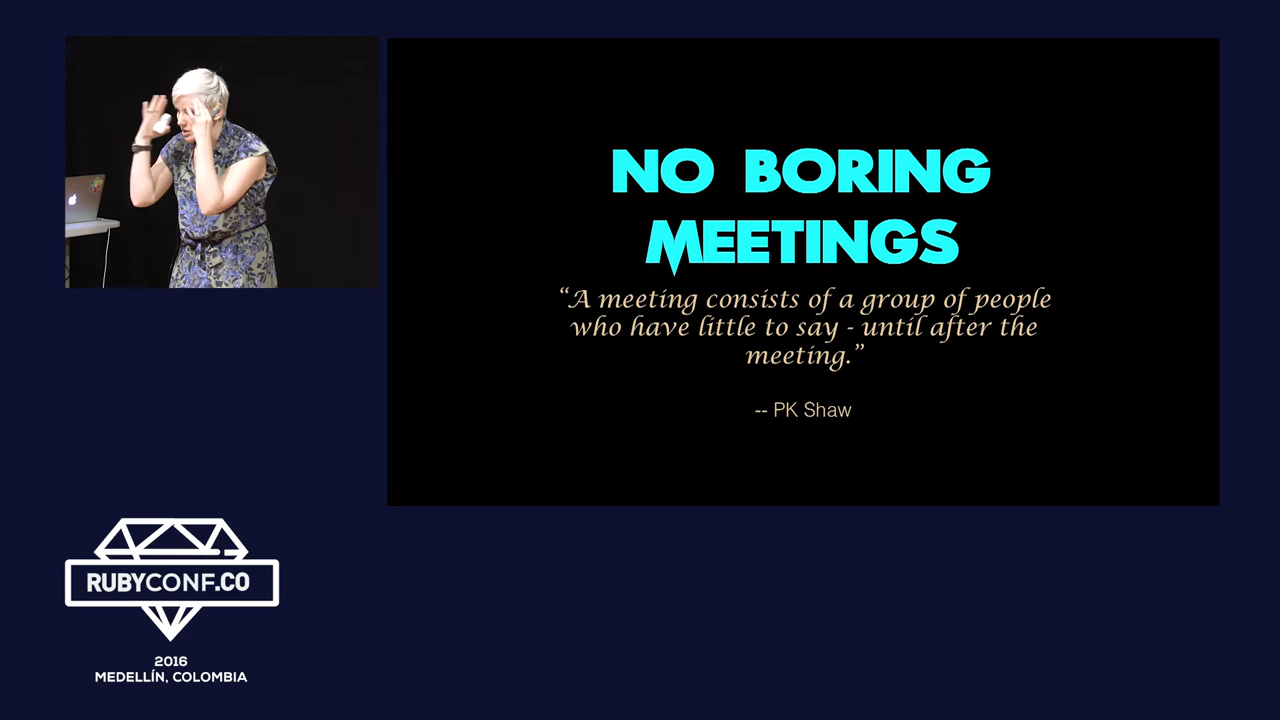 NO BORING
MEETINGS
“A meeting consists of a group of people
who have little to say - until after the
meeting.”
-- PK Shaw
RUBYCONF.CO
2016
MEDELLÍN, COLOMBIA